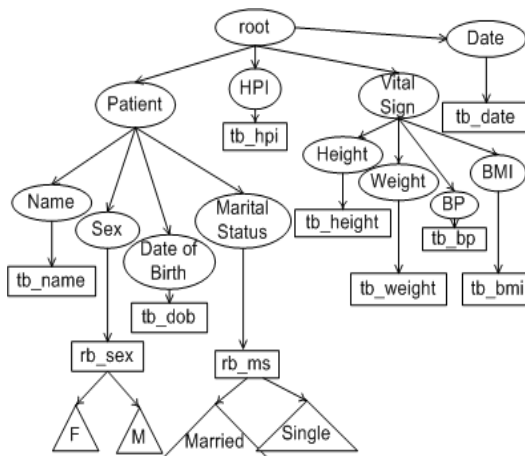 root
Date
HPI
Vital
Sign
Patient
tb_date
tb_hpi
Height
Weight
BMI
Name
Sex
Marital
Status
BP
tb_height
tb_bp
Date of
Birth
tb_name
tb_dob
tb_weight
tb_bmi
rb_sex
rb_ms
F
M
Married
Single